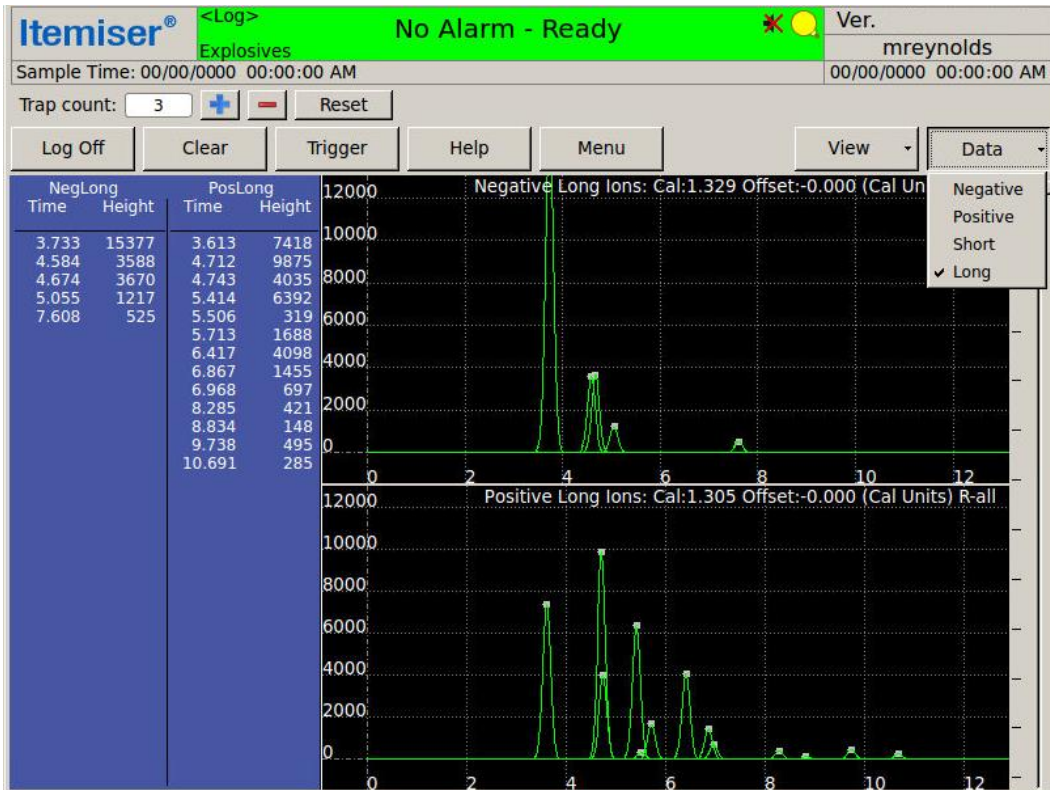 Itemiser®
<Log>
Explosives
No Alarm - Ready
Ver.
mreynolds
Sample Time: 00/00/0000 00:00:00 AM
00/00/0000 00:00:00 AM
Trap count: 3
Reset
Log Off Clear Trigger Help Menu View Data
Negative
Positive
Short
Long
NegLong PosLong
Time Height Time Height
3.733 15377 3.613 7418
4.584 3588 4.712 9875
4.674 3670 4.743 4035
5.055 1217 5.414 6392
7.608 525 5.506 319
5.713 1688
6.417 4098
6.867 1455
6.968 697
8.285 421
8.834 148
9.738 495
10.691 285
Negative Long Ions: Cal:1.329 Offset:-0.000 (Cal Un
12000
10000
8000
6000
4000
2000
0
0 2 4 6 8 10 12
Positive Long Ions: Cal:1.305 Offset:-0.000 (Cal Units) R-all
12000
10000
8000
6000
4000
2000
0
0 2 4 6 8 10 12